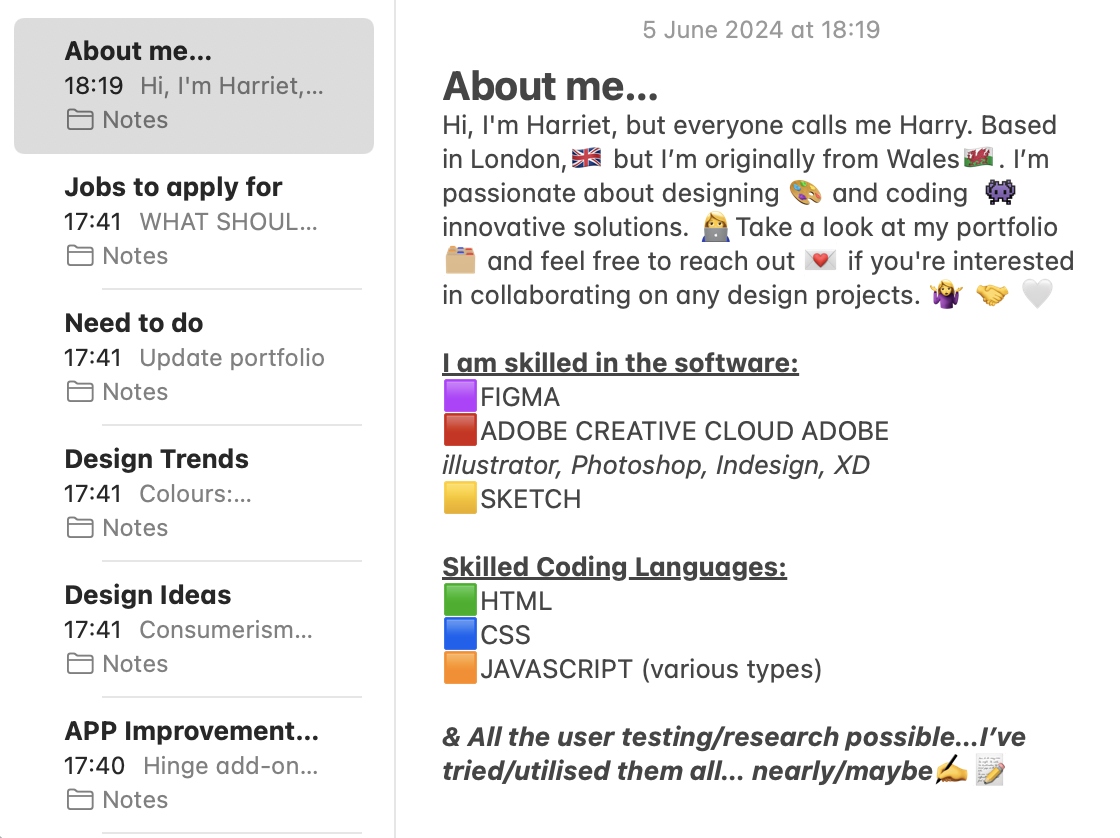 About me...
18:19 Hi, I'm Harriet,...
Notes
Jobs to apply for
17:41 WHAT SHOUL...
Notes
Need to do
17:41 Update portfolio
Notes
Design Trends
17:41 Colours:...
Notes
Design Ideas
17:41 Consumerism...
Notes
APP Improvement...
17:40 Hinge add-on...
Notes
5 June 2024 at 18:19
About me...
Hi, I'm Harriet, but everyone calls me Harry. Based
in London,🇬🇧 but I’m originally from Wales🏴󠁧󠁢󠁷󠁬󠁳󠁿. I’m
passionate about designing 🎨 and coding 👾
innovative solutions. 👩‍💻Take a look at my portfolio
🗂️ and feel free to reach out 💌 if you're interested
in collaborating on any design projects. 🤷‍♀️ 🤝 🤍
I am skilled in the software:
🟪FIGMA
🟥ADOBE CREATIVE CLOUD ADOBE
illustrator, Photoshop, Indesign, XD
🟨SKETCH
Skilled Coding Languages:
🟩HTML
🟦CSS
🟧JAVASCRIPT (various types)
& All the user testing/research possible...I’ve
tried/utilised them all... nearly/maybe✍️📝